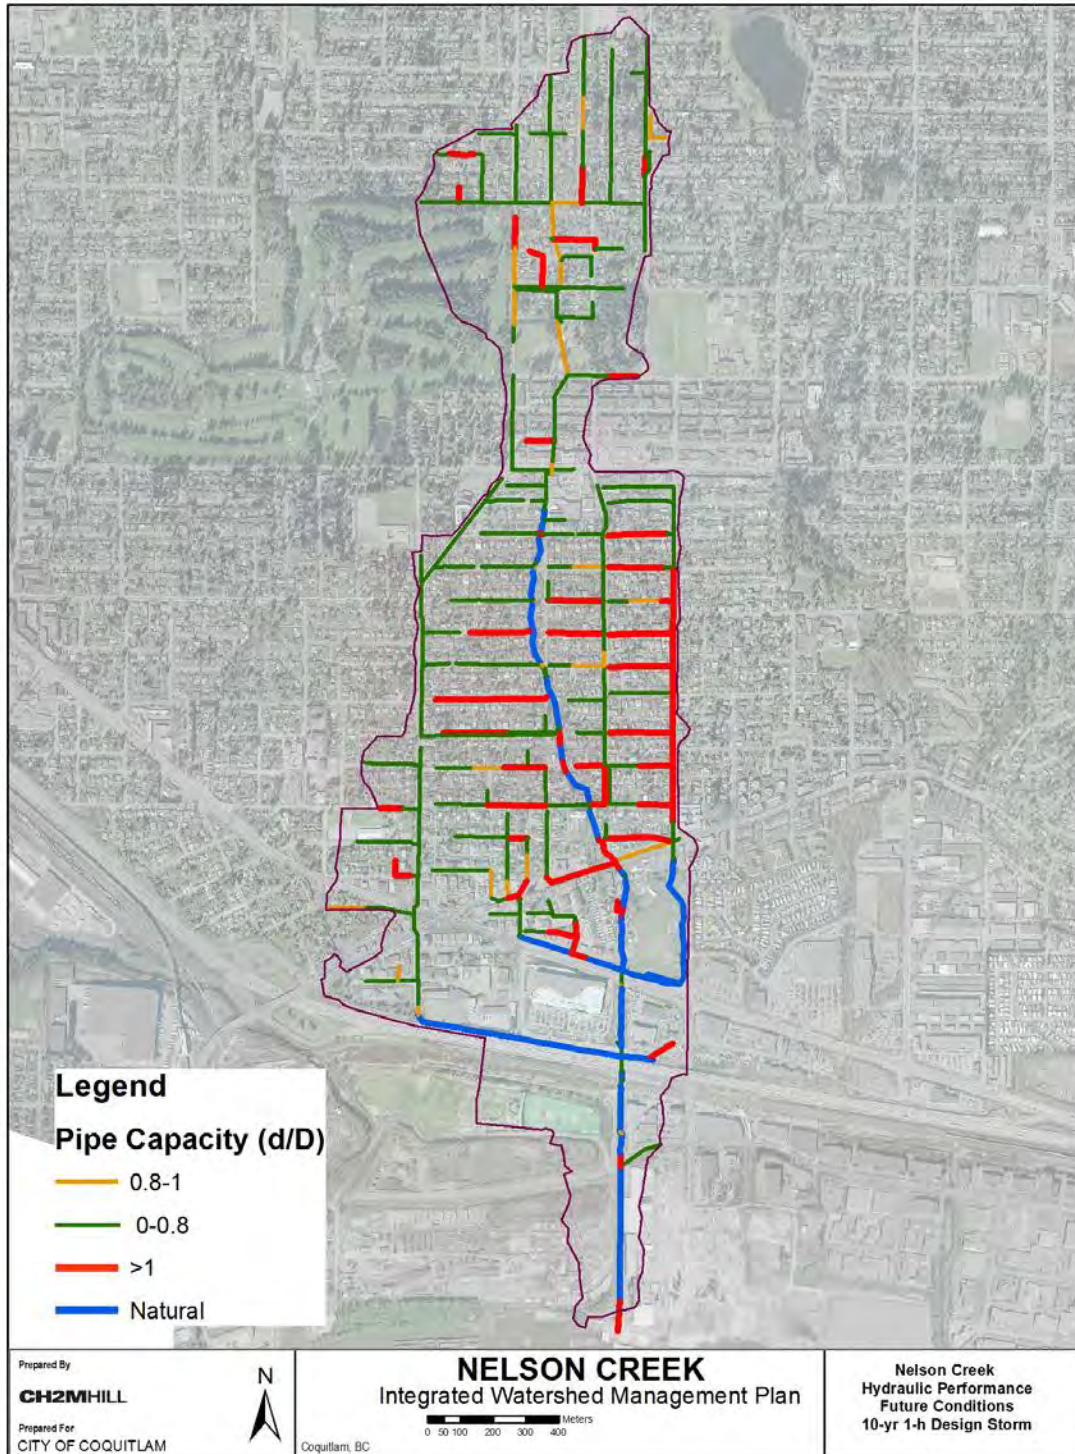 Legend
Pipe Capacity (d/D)
0.8-1
0-0.8
>1
Natural
Prepared By
CH2MHILL
Prepared For
CITY OF COQUITLAM
N
Coquitlam, BC
NELSON CREEK
Integrated Watershed Management Plan
Meters
0 50 100 200 300 400
Nelson Creek
Hydraulic Performance
Future Conditions
10-yr 1-h Design Storm